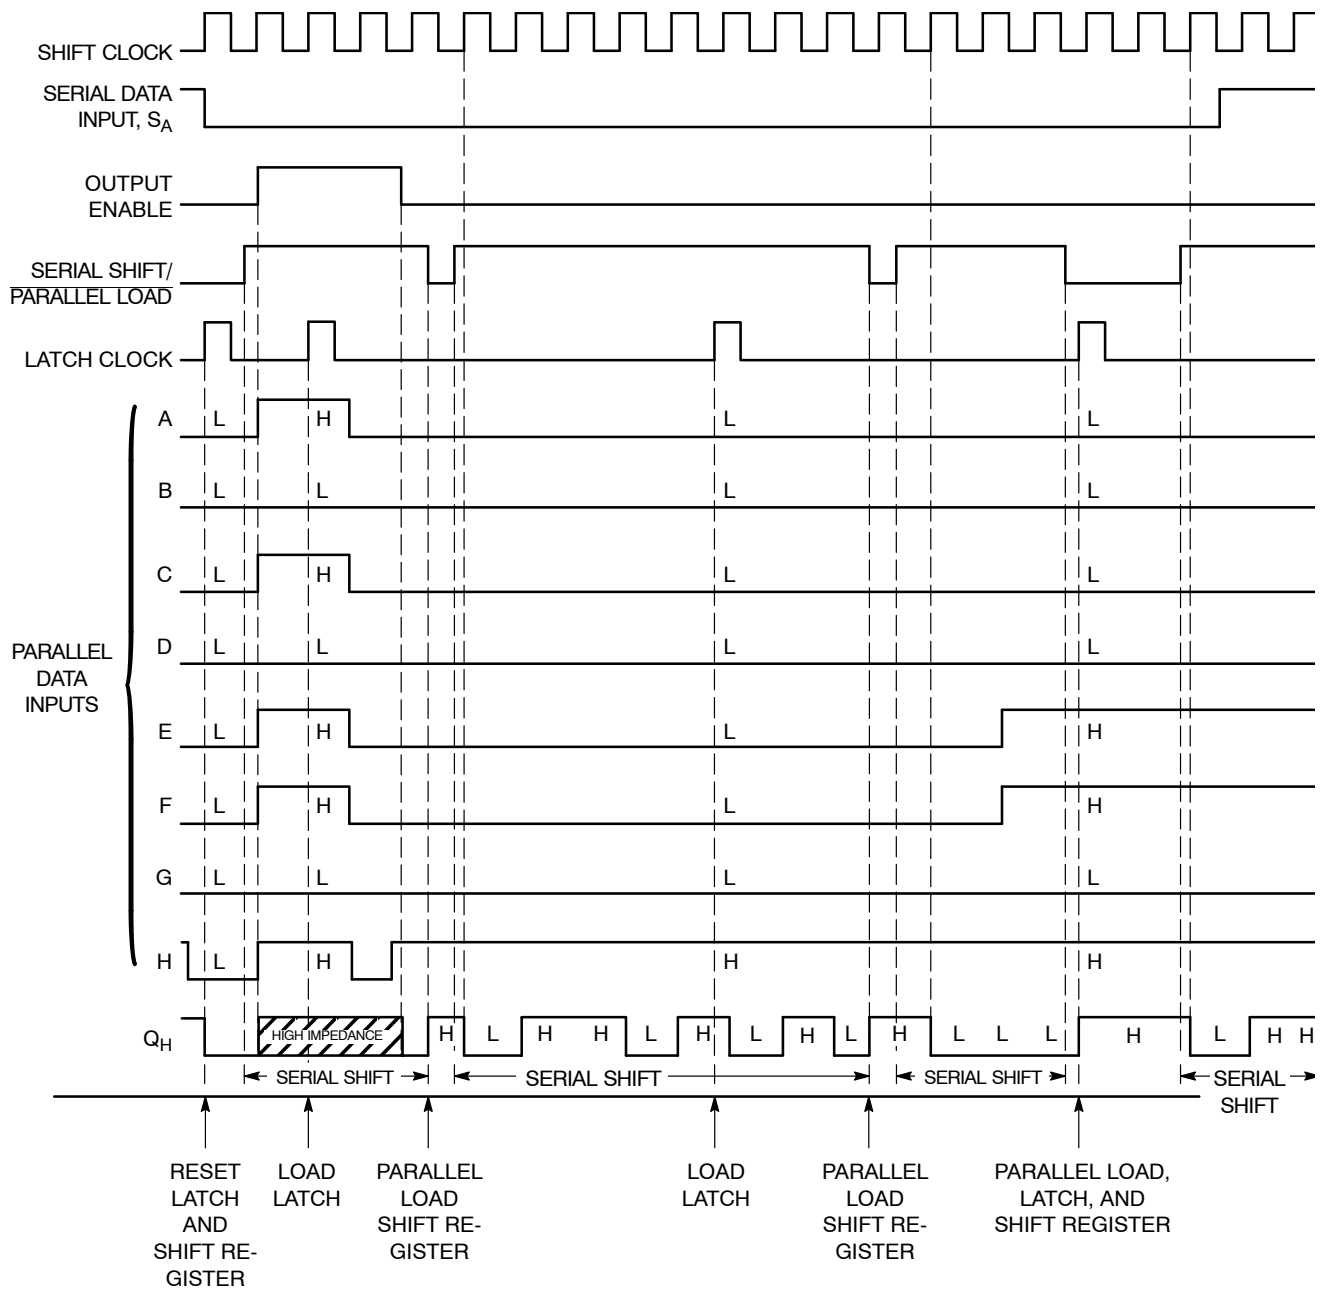 SHIFT CLOCK
SERIAL DATA
INPUT, SA
OUTPUT
ENABLE
SERIAL SHIFT/
PARALLEL LOAD
LATCH CLOCK
A L H L L
B L L L L
C L H L L
D L L L L
PARALLEL
DATA
INPUTS
E L H L H
F L H L H
G L L L L
H L H H H
QH HIGH IMPEDANCE H L H H L H L H L H L L L H L H H
SERIAL SHIFT SERIAL SHIFT SERIAL SHIFT SERIAL
SHIFT
RESET
LATCH
AND
SHIFT RE-
GISTER
LOAD
LATCH
PARALLEL
LOAD
SHIFT RE-
GISTER
LOAD
LATCH
PARALLEL
LOAD
SHIFT RE-
GISTER
PARALLEL LOAD,
LATCH, AND
SHIFT REGISTER